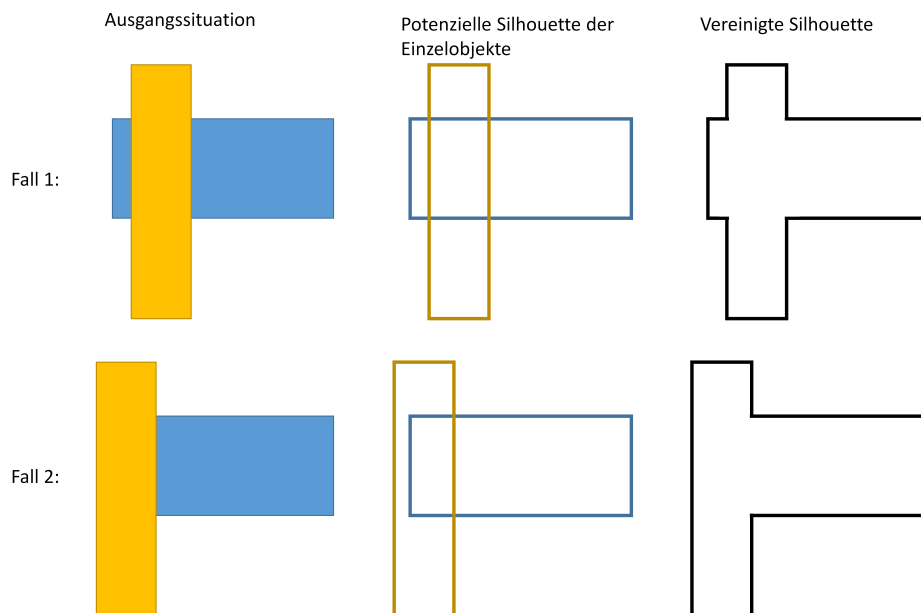 Ausgangssituation
Potenzielle Silhouette der
Einzelobjekte
Vereinigte Silhouette
Fall 1:
Fall 2: